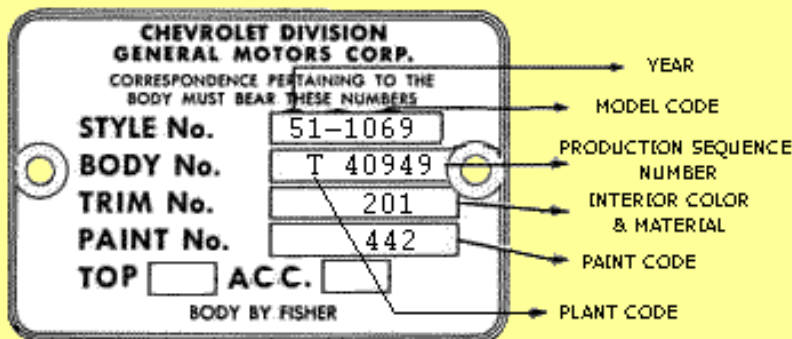 CHEVROLET DIVISION
GENERAL MOTORS CORP.
CORRESPONDENCE PERTAINING TO THE
BODY MUST BEAR THESE NUMBERS
STYLE No. 51-1069
BODY No. T 40949
TRIM No. 201
PAINT No. 442
TOP A.C.C.
BODY BY FISHER
YEAR
MODEL CODE
PRODUCTION SEQUENCE
NUMBER
INTERIOR COLOR
& MATERIAL
PAINT CODE
PLANT CODE